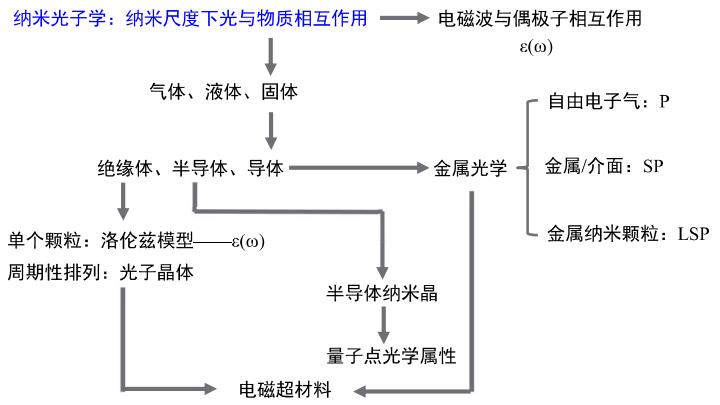 纳米光子学：纳米尺度下光与物质相互作用
电磁波与偶极子相互作用
ε(ω)
气体、液体、固体
自由电子气：P
绝缘体、半导体、导体
金属光学
金属/介面：SP
金属纳米颗粒：LSP
单个颗粒：洛伦兹模型——ε(ω)
周期性排列：光子晶体
半导体纳米晶
量子点光学属性
电磁超材料